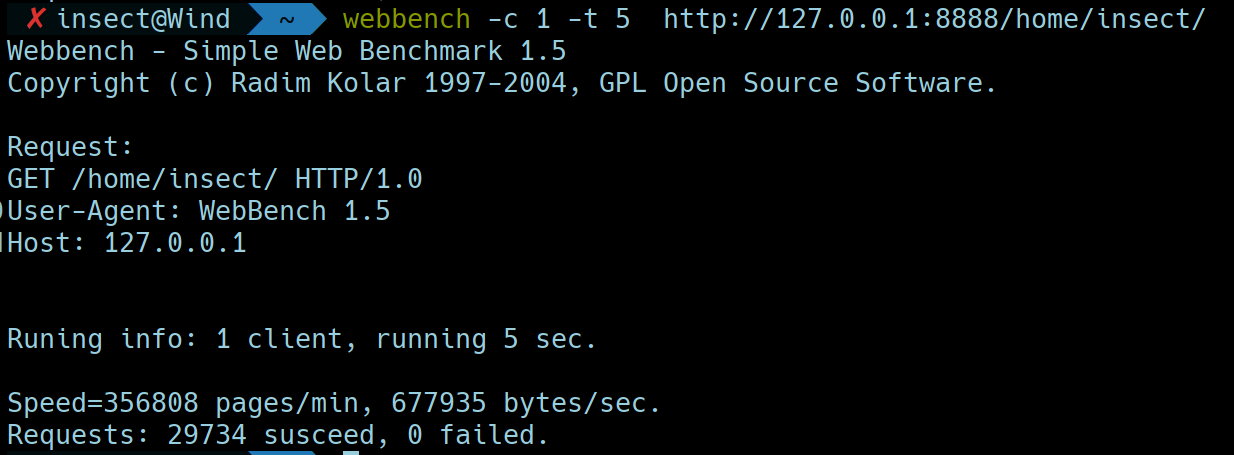 ✗ insect@Wind ~ webbench -c 1 -t 5  http://127.0.0.1:8888/home/insect/
Webbench - Simple Web Benchmark 1.5
Copyright (c) Radim Kolar 1997-2004, GPL Open Source Software.
Request:
GET /home/insect/ HTTP/1.0
User-Agent: WebBench 1.5
Host: 127.0.0.1
Runing info: 1 client, running 5 sec.
Speed=356808 pages/min, 677935 bytes/sec.
Requests: 29734 susceed, 0 failed.